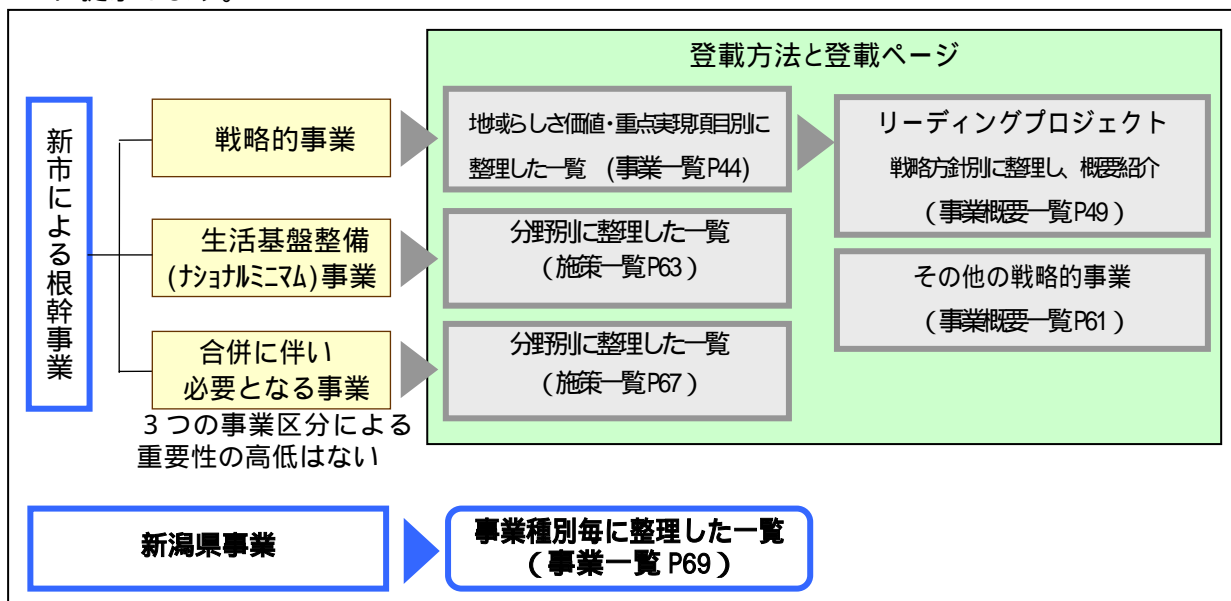 登載方法と登載ページ
新市による根幹事業
戦略的事業
地域らしさ価値・重点実現項目別に
整理した一覧 (事業一覧P44)
リーディングプロジェクト
戦略方針別に整理し、概要紹介
(事業概要一覧P49)
生活基盤整備
(ナショナルミニマム)事業
分野別に整理した一覧
(施策一覧P63)
その他の戦略的事業
(事業概要一覧P61)
合併に伴い
必要となる事業
分野別に整理した一覧
(施策一覧P67)
3つの事業区分による
重要性の高低はない
新潟県事業
事業種別毎に整理した一覧
(事業一覧 P69)